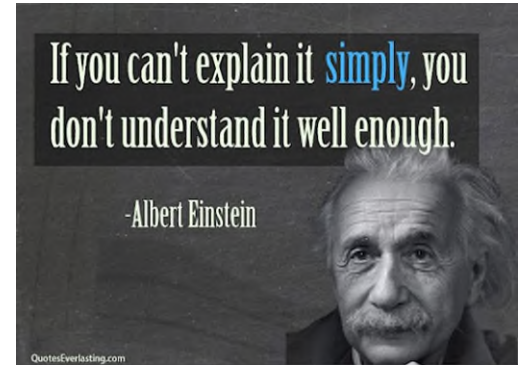 If you can't explain it simply, you
don't understand it well enough.
-Albert Einstein
QuotesEverlasting.com